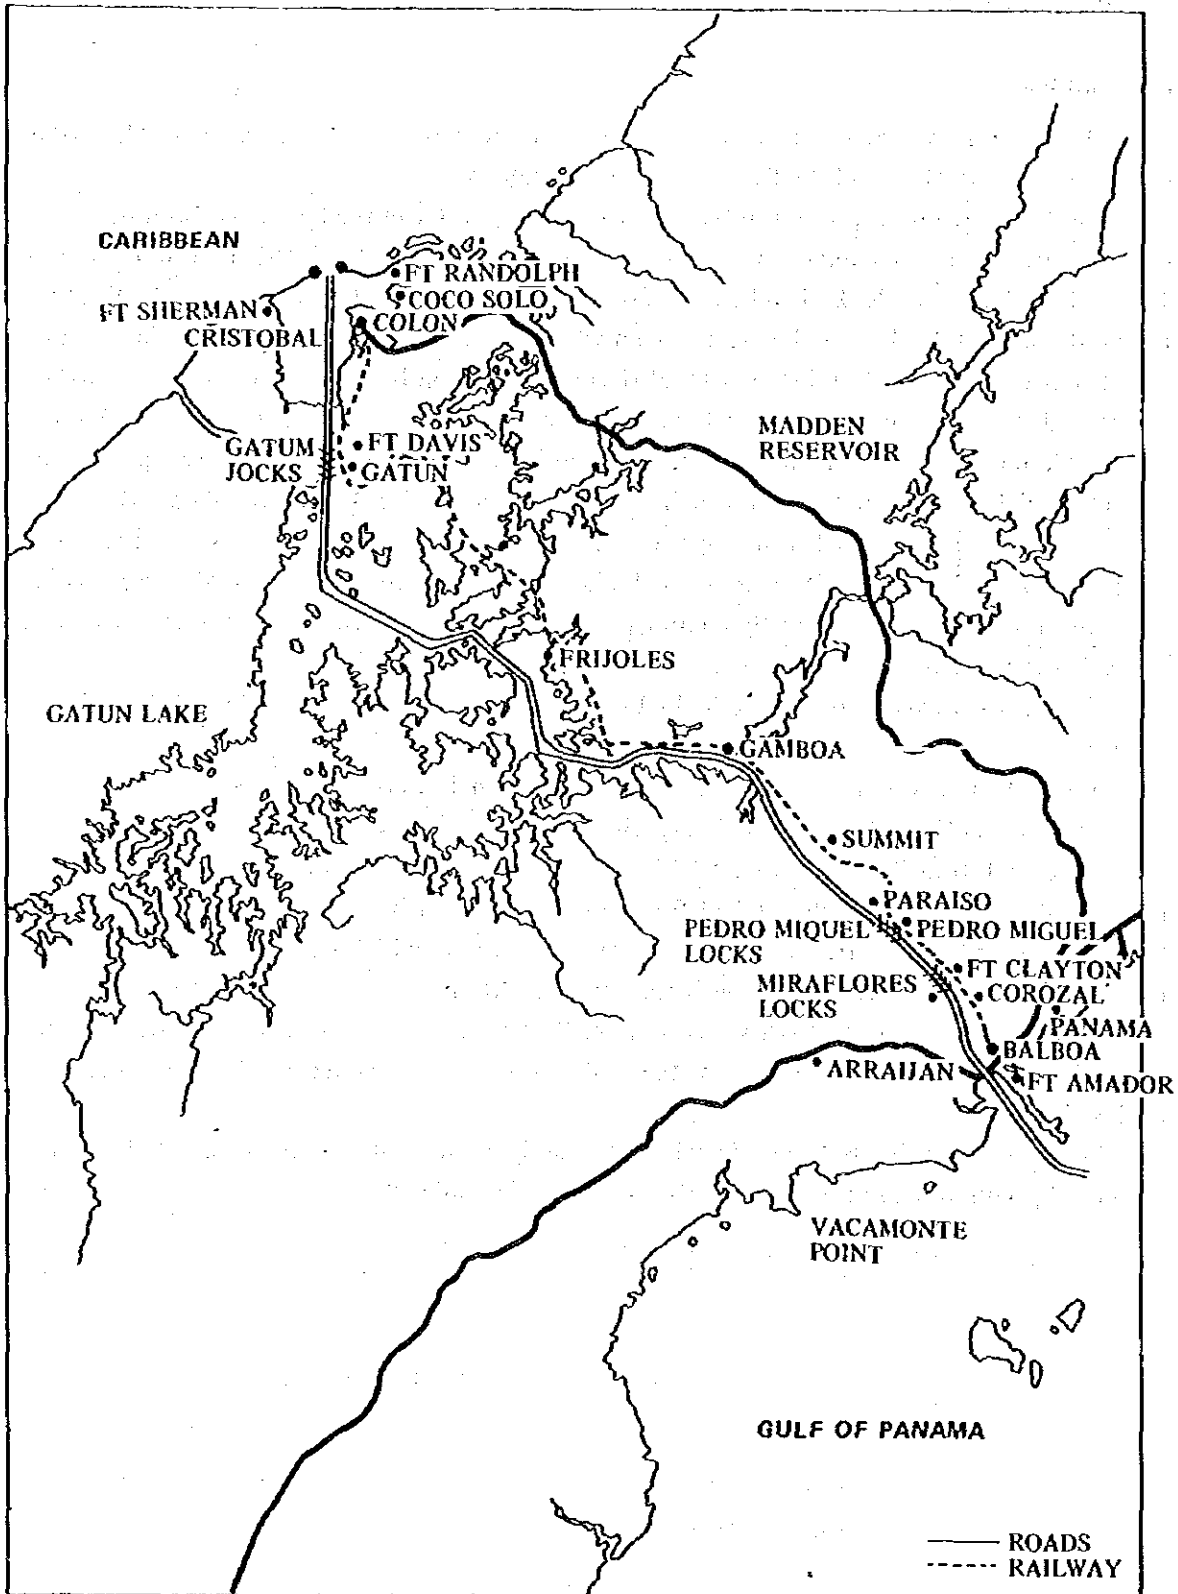 CARIBBEAN
FT RANDOLPH
COCO SOLO
FT SHERMAN
COLON
CRISTOBAL
MADDEN
RESERVOIR
GATUM
JOCKS
FT DAVIS
GATUN
FRIJOLES
GATUN LAKE
GAMBOA
SUMMIT
PARAISO
PEDRO MIQUEL
LOCKS
PEDRO MIGUEL
FT CLAYTON
MIRAFLORES
LOCKS
COROZAL
PANAMA
BALBOA
ARRAIJAN
FT AMADOR
VACAMONTE
POINT
GULF OF PANAMA
ROADS
RAILWAY